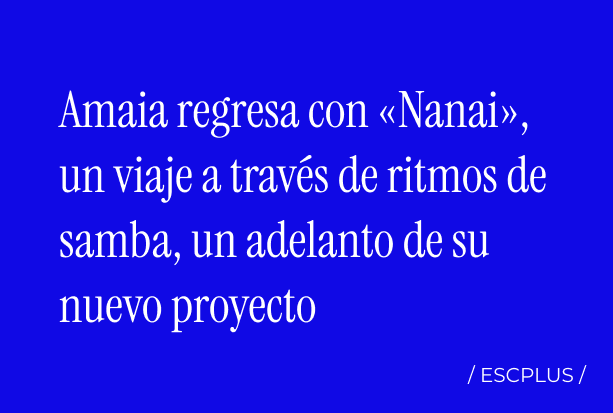 Amaia regresa con «Nanai»,
un viaje a través de ritmos de
samba, un adelanto de su
nuevo proyecto
/ ESCPLUS /